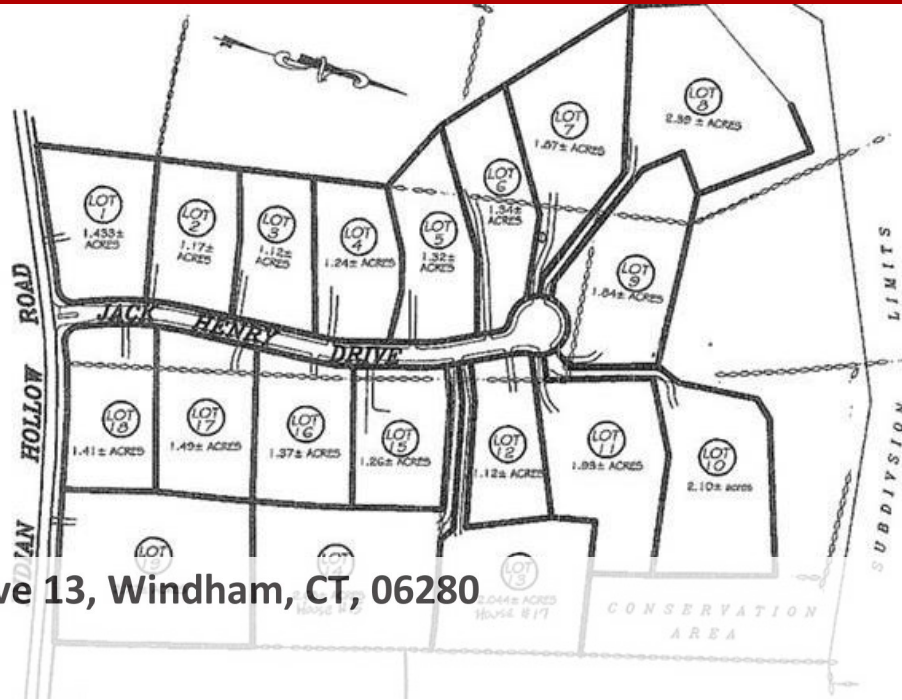 LOT 8
2.39 ± ACRES
LOT 7
1.87± ACRES
LOT 6
1.34±
ACRES
LOT 1
1.433±
ACRES
LOT 2
1.17±
ACRES
LOT 3
1.12±
ACRES
LOT 4
1.24± ACRES
LOT 5
1.32±
ACRES
LOT 9
1.84± ACRES
JACK HENRY DRIVE
HOLLOW ROAD
SUBDIVISION LIMITS
LOT 18
1.41± ACRES
LOT 17
1.49± ACRES
LOT 16
1.37± ACRES
LOT 15
1.26± ACRES
LOT 12
1.12± ACRES
LOT 11
1.93± ACRES
LOT 10
2.10± acres
LOT 19
LOT 14
House
LOT 13
2.044± ACRES
House #17
ve 13, Windham, CT, 06280
CONSERVATION
AREA